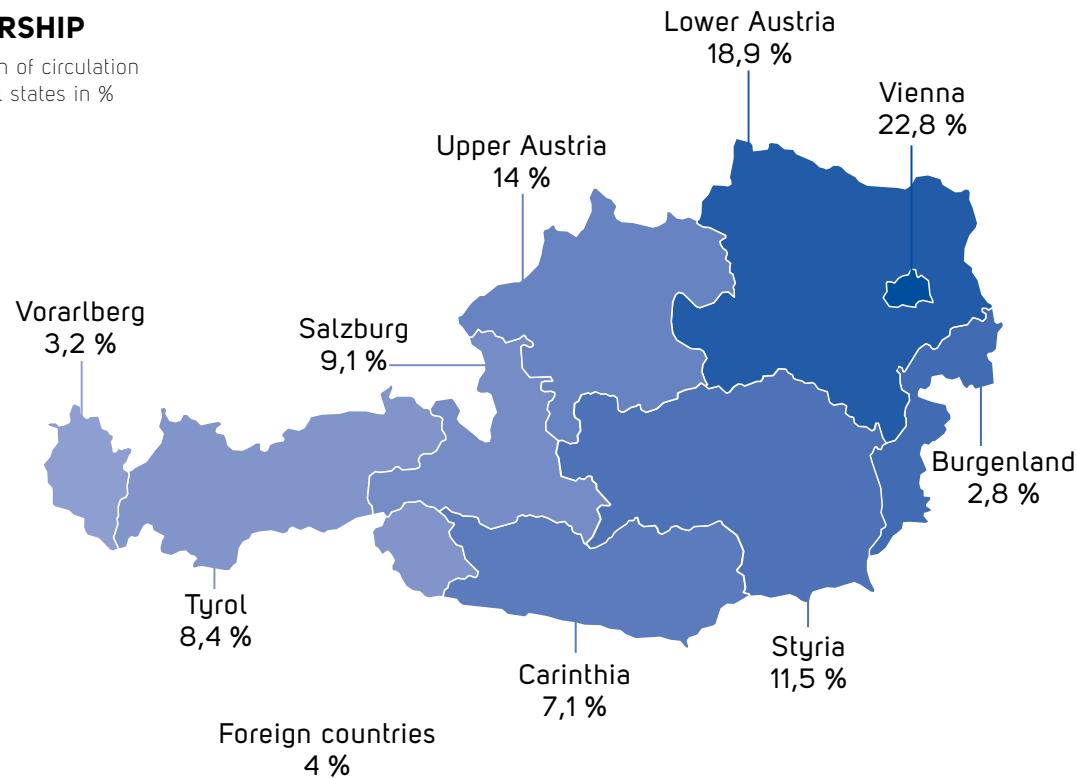 RSHIP
n of circulation
l states in %
Lower Austria
18,9 %
Vienna
22,8 %
Upper Austria
14 %
Vorarlberg
3,2 %
Salzburg
9,1 %
Burgenland
2,8 %
Tyrol
8,4 %
Styria
11,5 %
Carinthia
7,1 %
Foreign countries
4 %